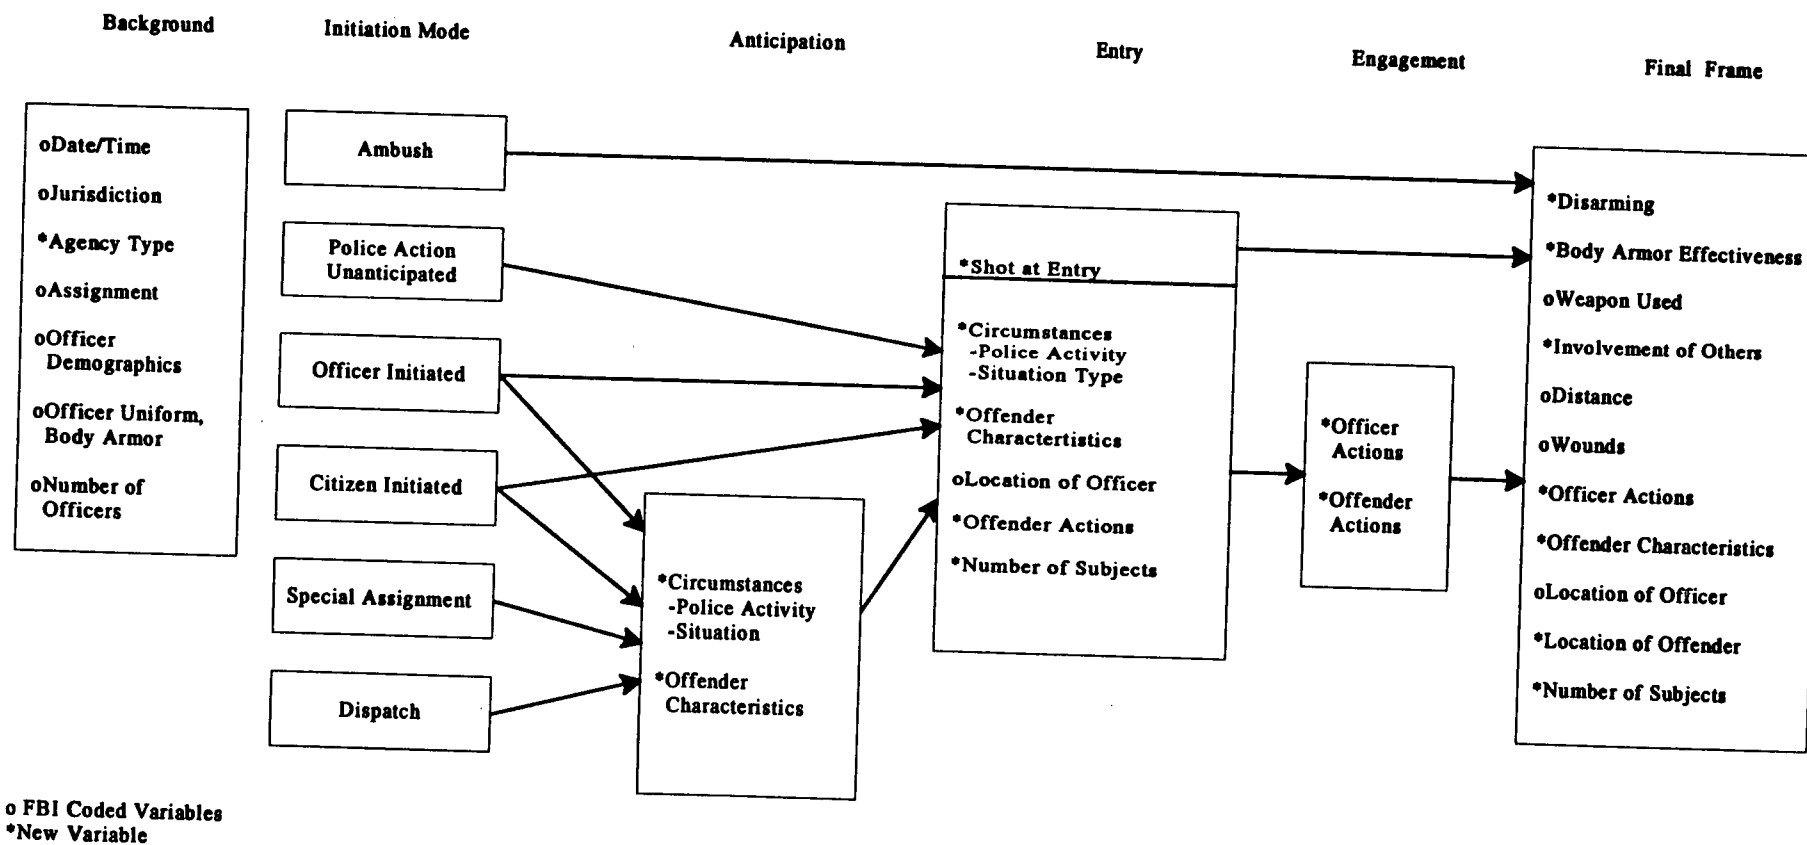 Background
Initiation Mode
Anticipation
Entry
Engagement
Final Frame
oDate/Time
oJurisdiction
*Agency Type
oAssignment
oOfficer
Demographics
oOfficer Uniform,
Body Armor
oNumber of
Officers
Ambush
Police Action
Unanticipated
Officer Initiated
Citizen Initiated
Special Assignment
Dispatch
*Circumstances
-Police Activity
-Situation
*Offender
Characteristics
*Shot at Entry
*Circumstances
-Police Activity
-Situation Type
*Offender
Charactertistics
oLocation of Officer
*Offender Actions
*Number of Subjects
*Officer
Actions
*Offender
Actions
*Disarming
*Body Armor Effectiveness
oWeapon Used
*Involvement of Others
oDistance
oWounds
*Officer Actions
*Offender Characteristics
oLocation of Officer
*Location of Offender
*Number of Subjects
o FBI Coded Variables
*New Variable